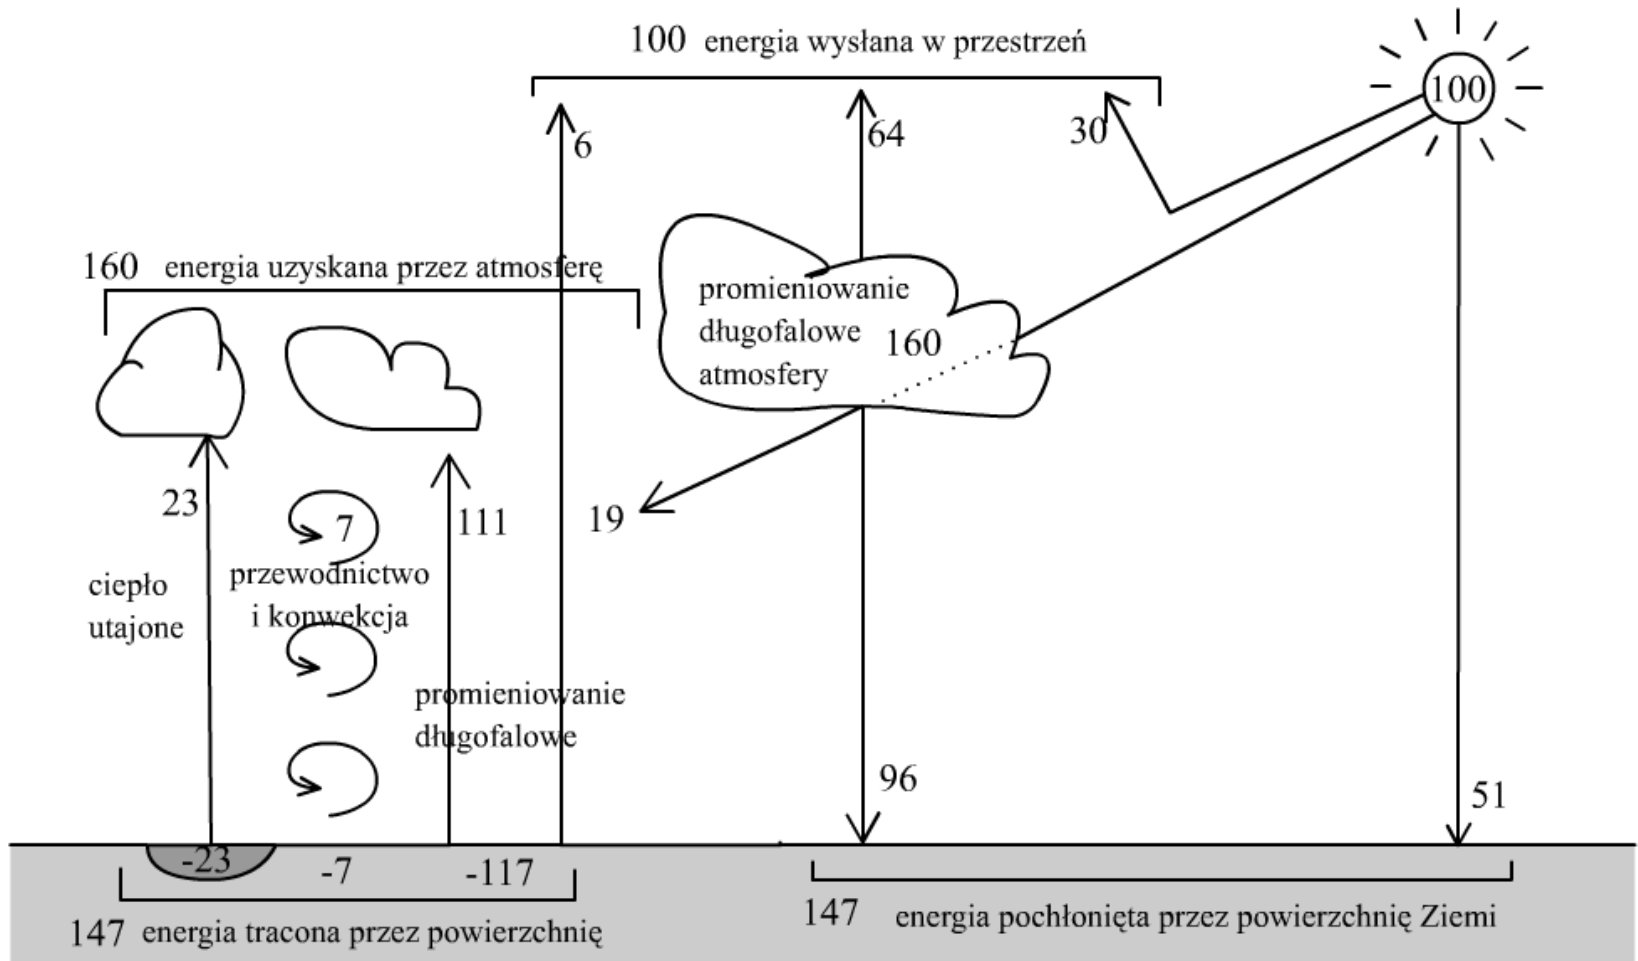 100 energia wysłana w przestrzeń
100
6
64
30
160 energia uzyskana przez atmosferę
promieniowanie
długofalowe 160
atmosfery
23
7
111
19
ciepło
utajone
przewodnictwo
i konwekcja
promieniowanie
długofalowe
96
51
-23
-7
-117
147 energia tracona przez powierzchnię
147 energia pochłonięta przez powierzchnię Ziemi